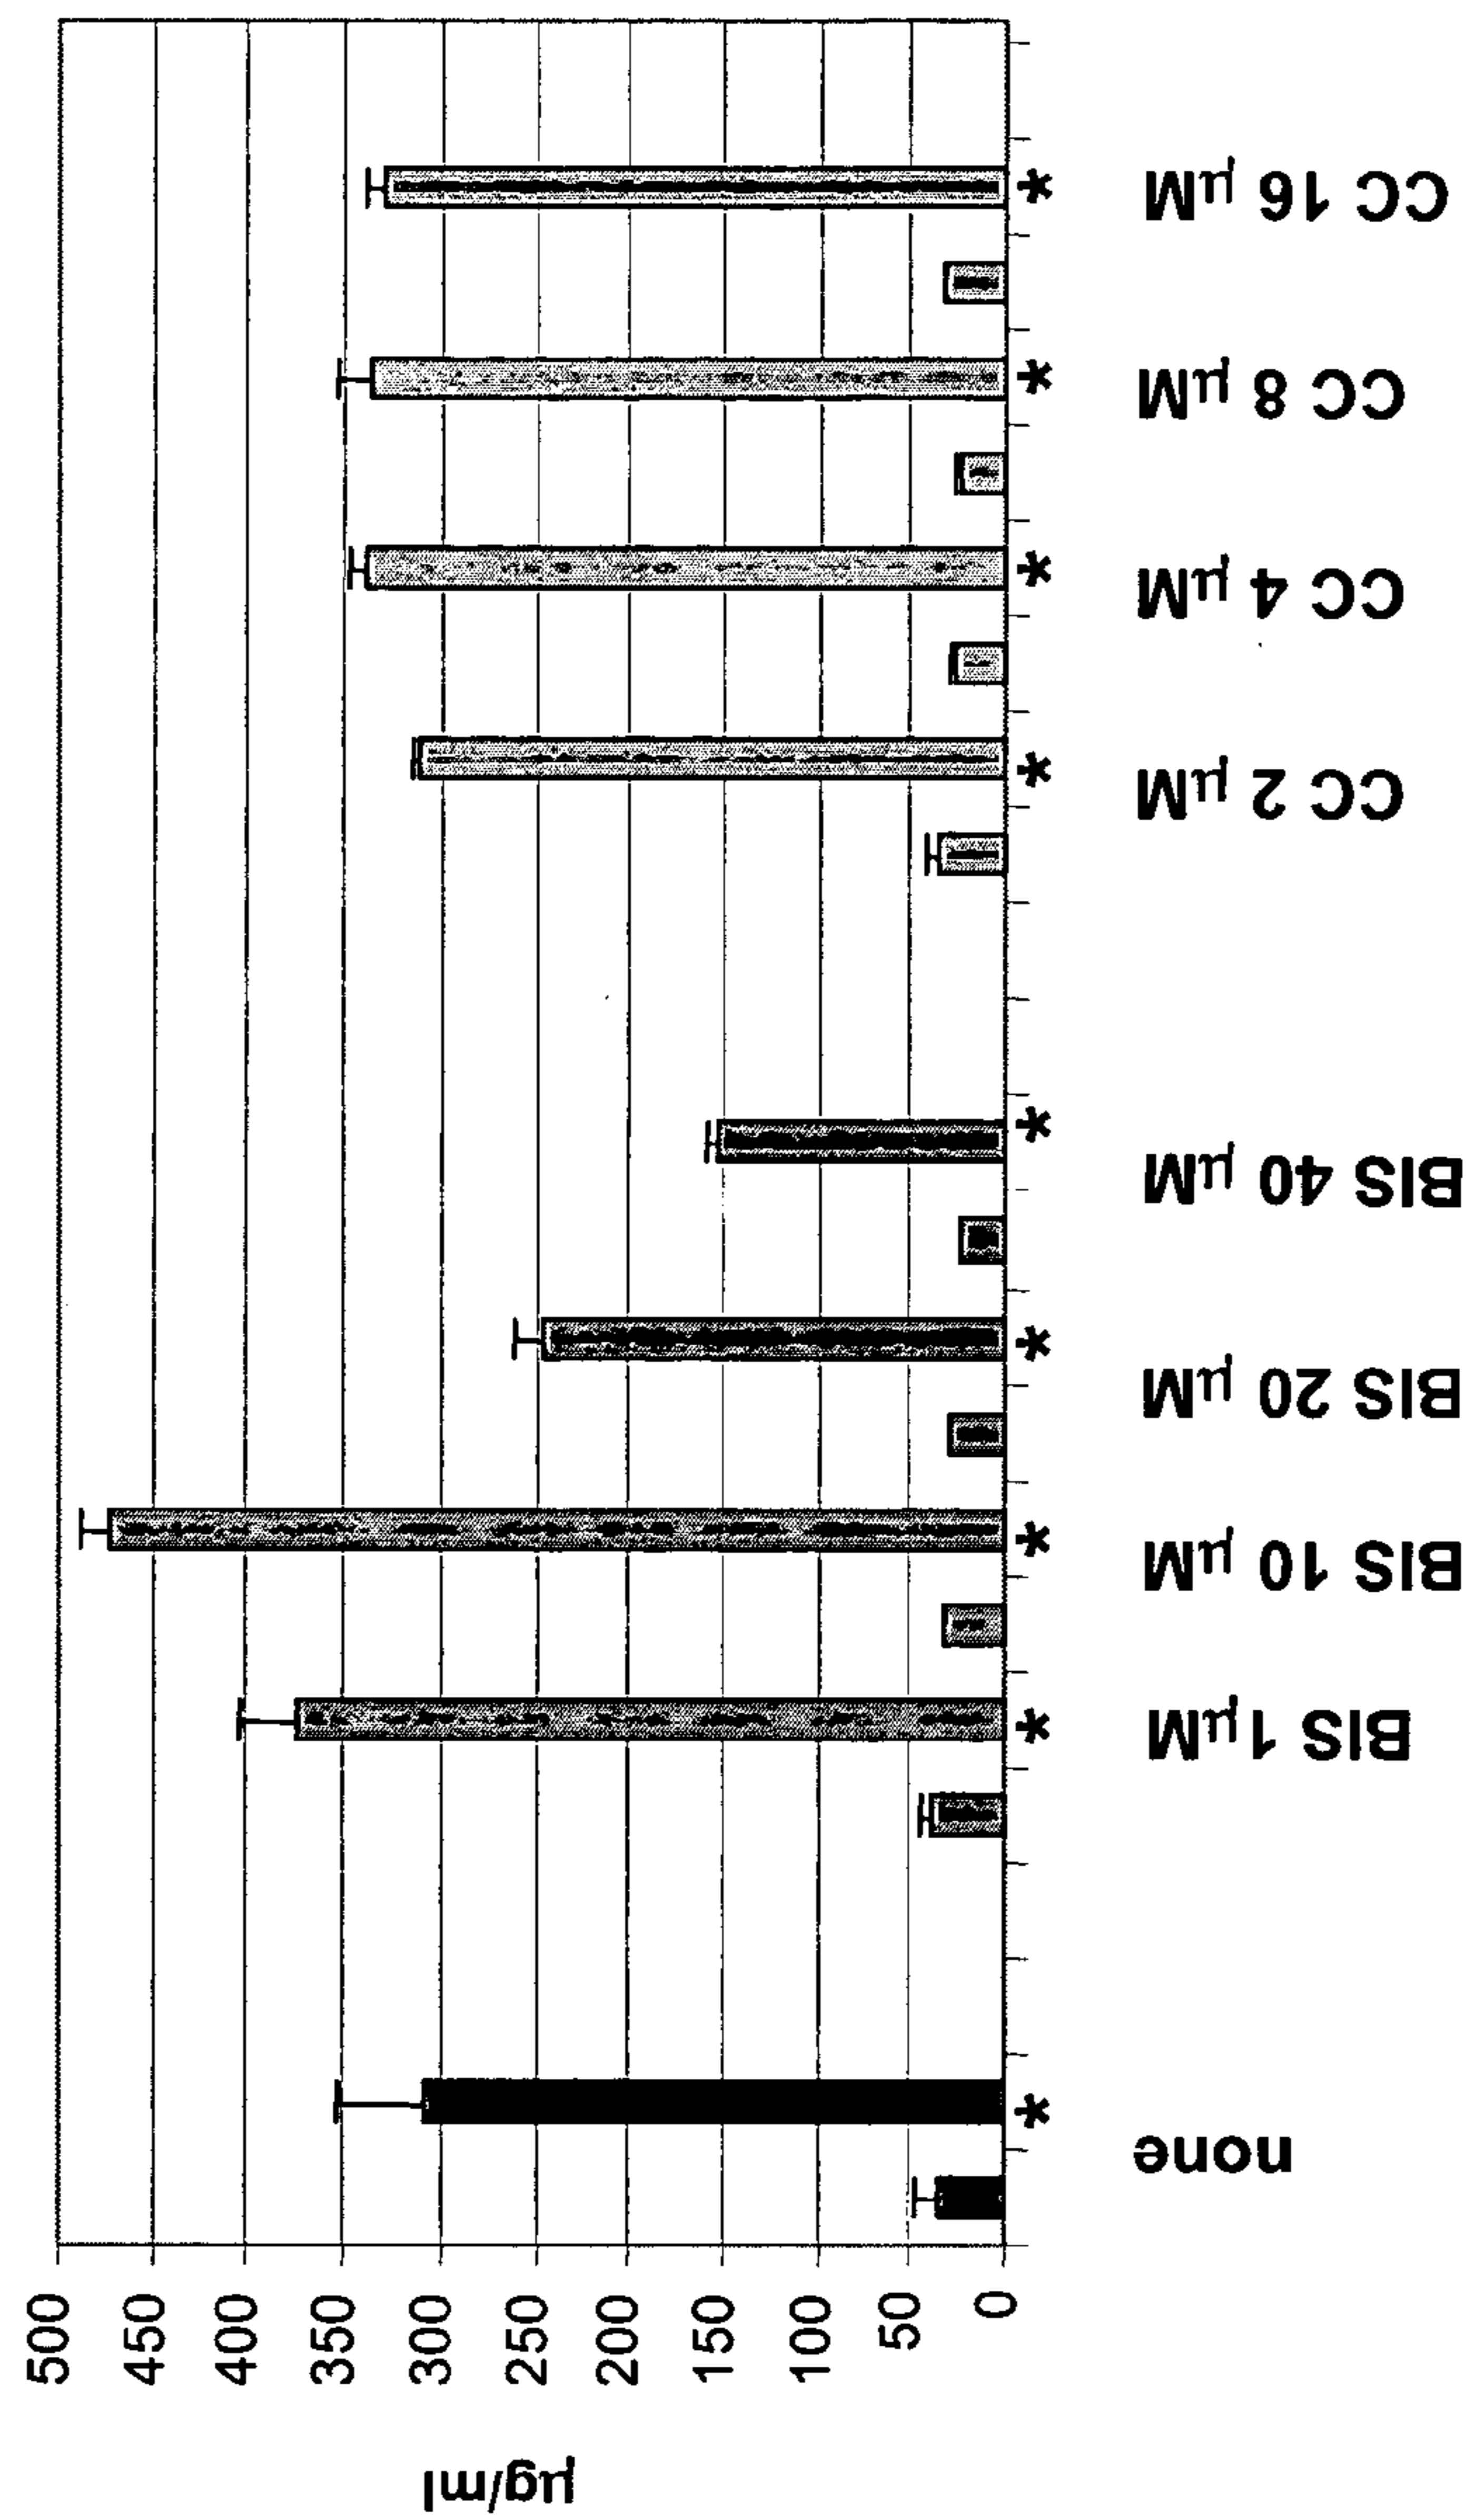 µg/ml
500
450
400
350
300
250
200
150
100
50
0
* * * * * * * * *
none
BIS 1µM
BIS 10 µM
BIS 20 µM
BIS 40 µM
CC 2 µM
CC 4 µM
CC 8 µM
CC 16 µM